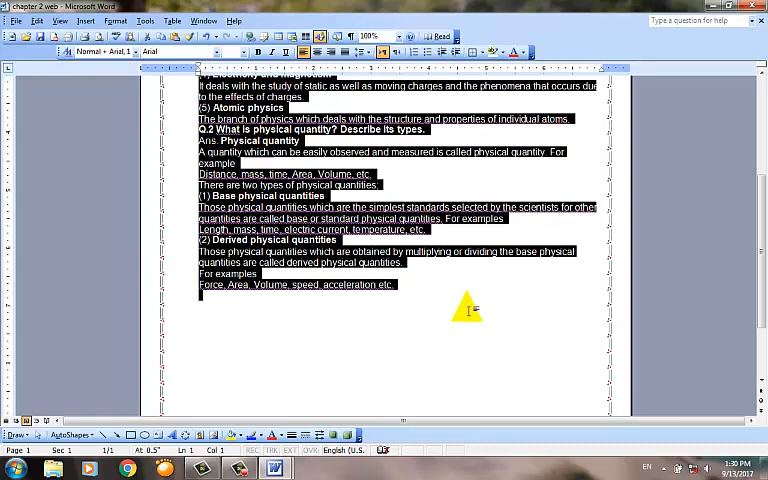 chapter 2 web - Microsoft Word
File Edit View Insert Format Tools Table Window Help
Type a question for help
100%
Read
Normal + Arial, 1
Arial
B I U
(5) Atomic physics
It deals with the study of static as well as moving charges and the phenomena that occurs due
to the effects of charges.
The branch of physics which deals with the structure and properties of individual atoms.
Q.2 What is physical quantity? Describe its types.
Ans. Physical quantity
A quantity which can be easily observed and measured is called physical quantity. For
example
Distance, mass, time, Area, Volume, etc.
There are two types of physical quantities;
(1) Base physical quantities
Those physical quantities which are the simplest standards selected by the scientists for other
quantities are called base or standard physical quantities. For examples
Length, mass, time, electric current, temperature, etc.
(2) Derived physical quantities
Those physical quantities which are obtained by multiplying or dividing the base physical
quantities are called derived physical quantities.
For examples
Force, Area, Volume, speed, acceleration etc.
Draw AutoShapes
Page 1 Sec 1 1/1 At 0.5" Ln 1 Col 1 REC TRK EXT OVR English (U.S.
EN
1:30 PM
9/13/2017